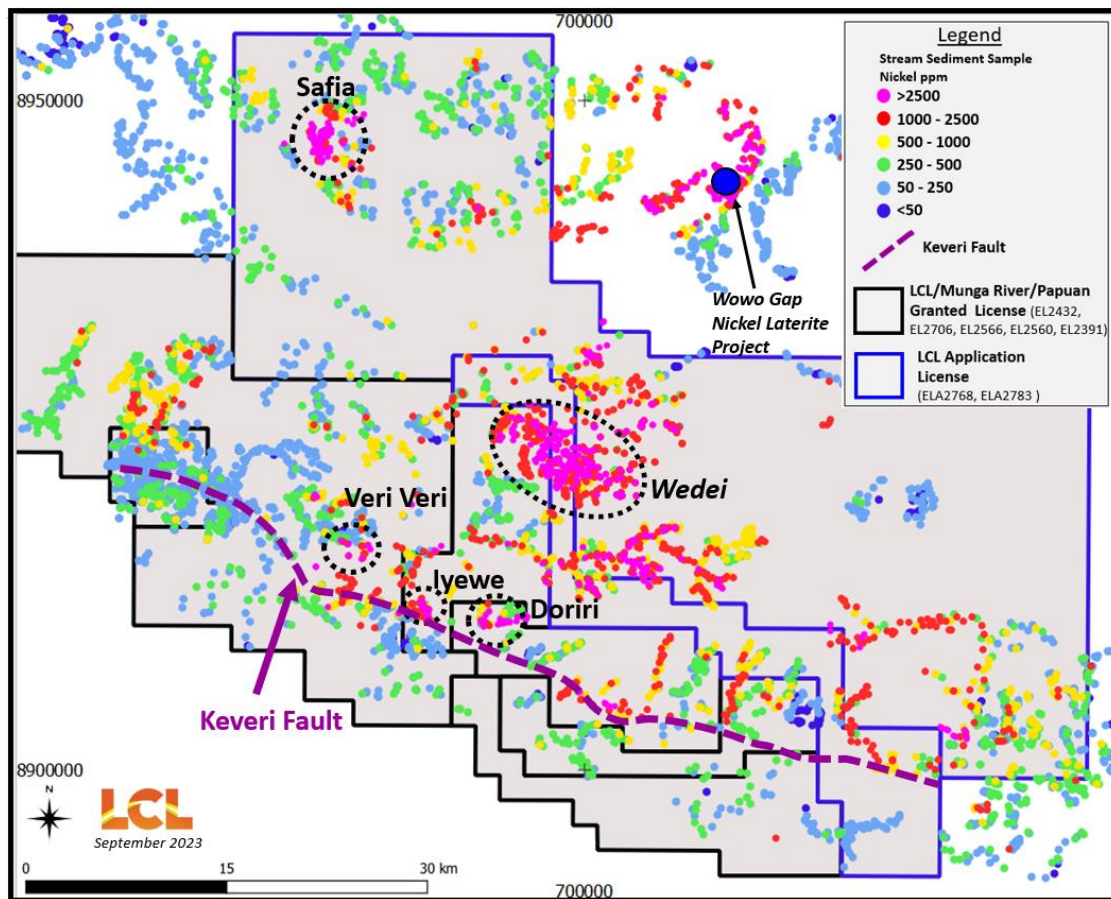 700000
8950000
Safia
Legend
Stream Sediment Sample
Nickel ppm
>2500
1000 - 2500
500 - 1000
250 - 500
50 - 250
<50
Keveri Fault
LCL/Munga River/Papuan
Granted License (EL2432,
EL2706, EL2566, EL2560, EL2391)
LCL Application
License
(ELA2768, ELA2783 )
Wowo Gap
Nickel Laterite
Project
Wedei
Veri Veri
Iyewe
Doriri
Keveri Fault
8900000
N
LCL
September 2023
0 15 30 km
700000